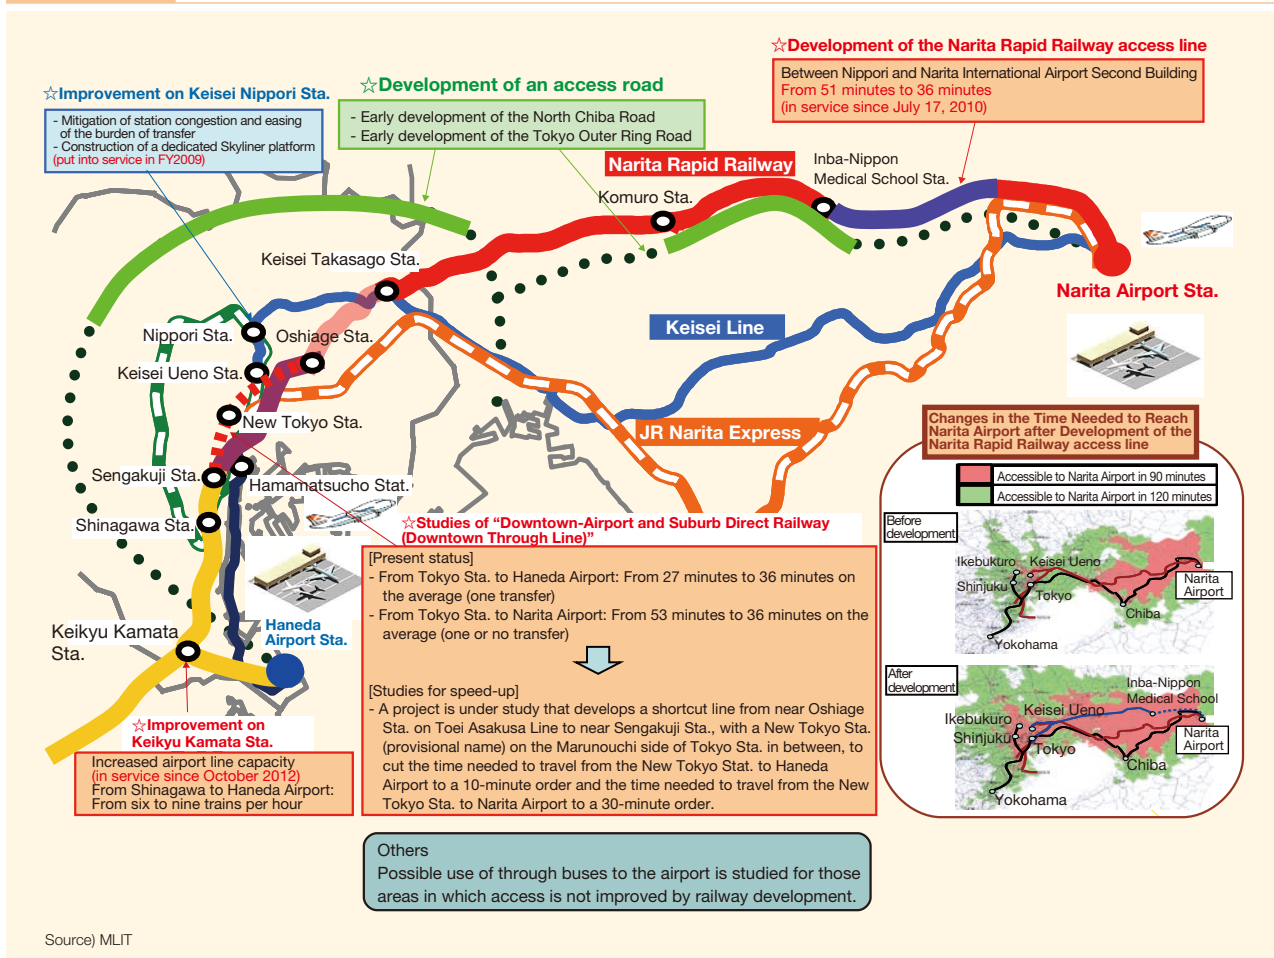 ☆Development of the Narita Rapid Railway access line
Between Nippori and Narita International Airport Second Building
From 51 minutes to 36 minutes
(in service since July 17, 2010)
☆Improvement on Keisei Nippori Sta.
- Mitigation of station congestion and easing
of the burden of transfer
- Construction of a dedicated Skyliner platform
(put into service in FY2009)
☆Development of an access road
- Early development of the North Chiba Road
- Early development of the Tokyo Outer Ring Road
Narita Rapid Railway
Inba-Nippon
Medical School Sta.
Komuro Sta.
Keisei Takasago Sta.
Narita Airport Sta.
Nippori Sta.
Oshiage Sta.
Keisei Line
Keisei Ueno Sta.
New Tokyo Sta.
JR Narita Express
Sengakuji Sta.
Hamamatsucho Stat.
Shinagawa Sta.
Keikyu Kamata
Sta.
Haneda
Airport Sta.
☆Improvement on
Keikyu Kamata Sta.
Increased airport line capacity
(in service since October 2012)
From Shinagawa to Haneda Airport:
From six to nine trains per hour
☆Studies of “Downtown-Airport and Suburb Direct Railway
(Downtown Through Line)”
[Present status]
- From Tokyo Sta. to Haneda Airport: From 27 minutes to 36 minutes on
the average (one transfer)
- From Tokyo Sta. to Narita Airport: From 53 minutes to 36 minutes on the
average (one or no transfer)
[Studies for speed-up]
- A project is under study that develops a shortcut line from near Oshiage
Sta. on Toei Asakusa Line to near Sengakuji Sta., with a New Tokyo Sta.
(provisional name) on the Marunouchi side of Tokyo Sta. in between, to
cut the time needed to travel from the New Tokyo Stat. to Haneda
Airport to a 10-minute order and the time needed to travel from the New
Tokyo Sta. to Narita Airport to a 30-minute order.
Changes in the Time Needed to Reach
Narita Airport after Development of the
Narita Rapid Railway access line
Accessible to Narita Airport in 90 minutes
Accessible to Narita Airport in 120 minutes
Before
development
Ikebukuro
Keisei Ueno
Shinjuku
Tokyo
Narita
Airport
Chiba
Yokohama
After
development
Inba-Nippon
Medical School
Keisei Ueno
Ikebukuro
Shinjuku
Tokyo
Narita
Airport
Chiba
Yokohama
Others
Possible use of through buses to the airport is studied for those
areas in which access is not improved by railway development.
Source) MLIT